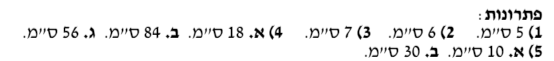 פתרונות:
1) 5 ס"מ.   2) 6 ס"מ.   3) 7 ס"מ.   4) א. 18 ס"מ.   ב. 84 ס"מ.   ג. 56 ס"מ.
5) א. 10 ס"מ.   ב. 30 ס"מ.